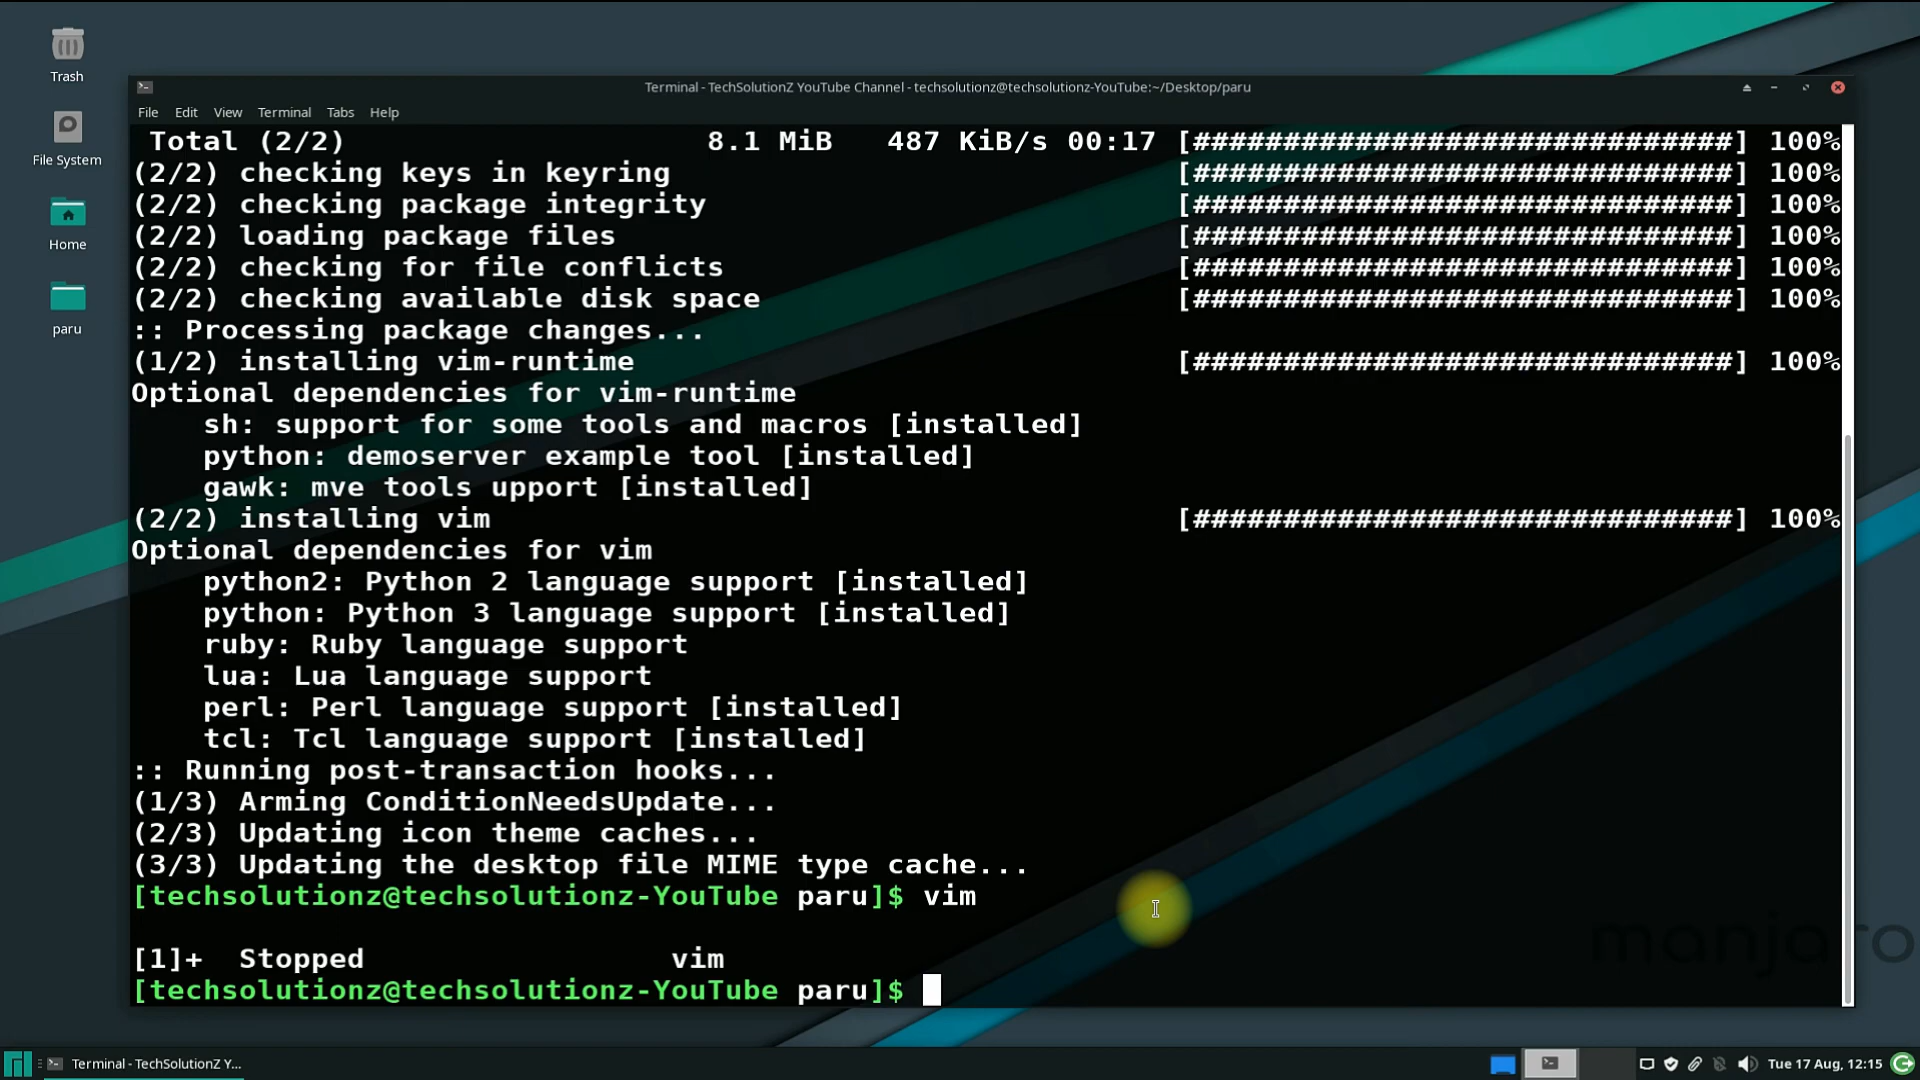 Trash
File System
Home
paru
Terminal - TechSolutionZ YouTube Channel - techsolutionz@techsolutionz-YouTube:~/Desktop/paru
File Edit View Terminal Tabs Help
Total (2/2) 8.1 MiB 487 KiB/s 00:17 [##############################] 100%
(2/2) checking keys in keyring [##############################] 100%
(2/2) checking package integrity [##############################] 100%
(2/2) loading package files [##############################] 100%
(2/2) checking for file conflicts [##############################] 100%
(2/2) checking available disk space [##############################] 100%
:: Processing package changes...
(1/2) installing vim-runtime [##############################] 100%
Optional dependencies for vim-runtime
sh: support for some tools and macros [installed]
python: demoserver example tool [installed]
gawk: mve tools upport [installed]
(2/2) installing vim [##############################] 100%
Optional dependencies for vim
python2: Python 2 language support [installed]
python: Python 3 language support [installed]
ruby: Ruby language support
lua: Lua language support
perl: Perl language support [installed]
tcl: Tcl language support [installed]
:: Running post-transaction hooks...
(1/3) Arming ConditionNeedsUpdate...
(2/3) Updating icon theme caches...
(3/3) Updating the desktop file MIME type cache...
[techsolutionz@techsolutionz-YouTube paru]$ vim
[1]+ Stopped vim
[techsolutionz@techsolutionz-YouTube paru]$
manjaro
Terminal - TechSolutionZ Y...
Tue 17 Aug, 12:15